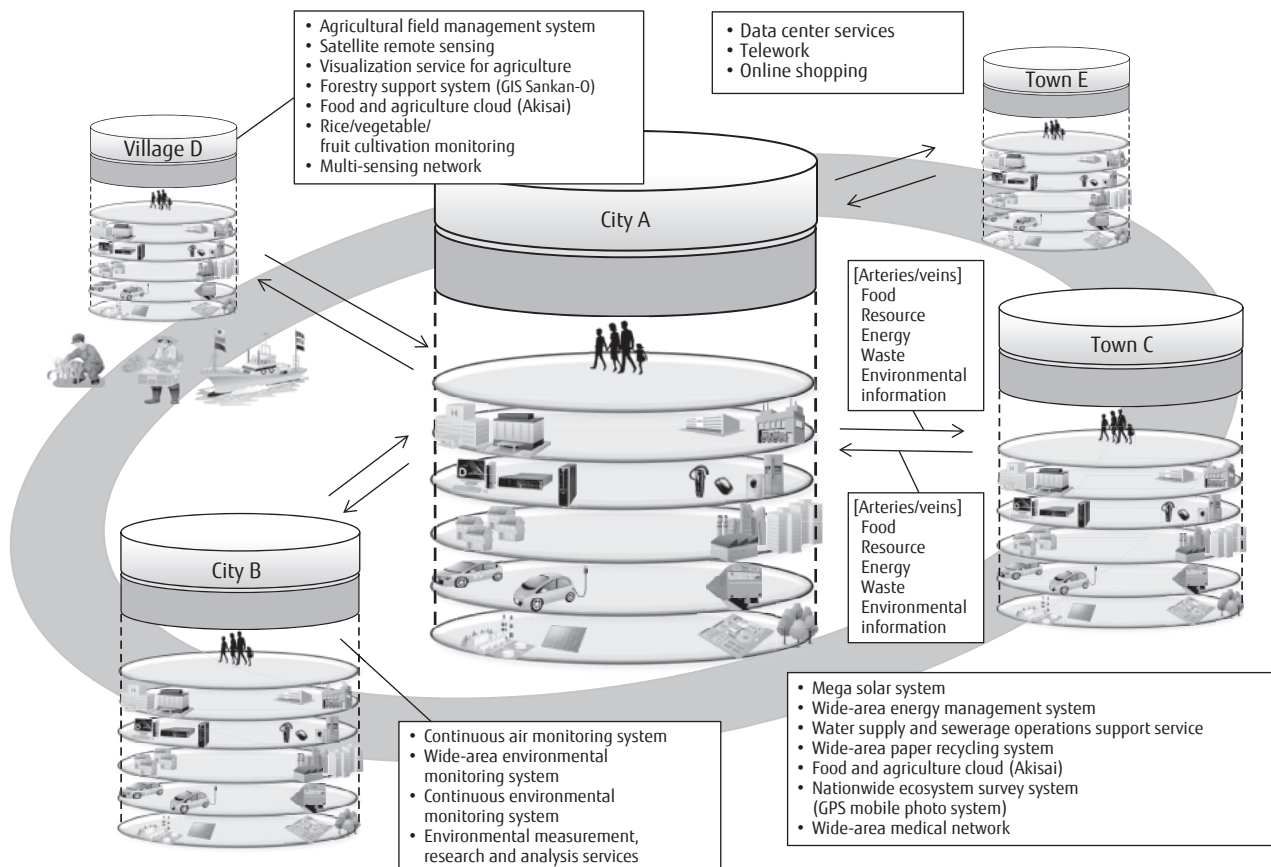 • Agricultural field management system
• Satellite remote sensing
• Visualization service for agriculture
• Forestry support system (GIS Sankan-O)
• Food and agriculture cloud (Akisai)
• Rice/vegetable/
fruit cultivation monitoring
• Multi-sensing network
• Data center services
• Telework
• Online shopping
Town E
Village D
City A
[Arteries/veins]
Food
Resource
Energy
Waste
Environmental
information
Town C
[Arteries/veins]
Food
Resource
Energy
Waste
Environmental
information
City B
• Continuous air monitoring system
• Wide-area environmental
monitoring system
• Continuous environmental
monitoring system
• Environmental measurement,
research and analysis services
• Mega solar system
• Wide-area energy management system
• Water supply and sewerage operations support service
• Wide-area paper recycling system
• Food and agriculture cloud (Akisai)
• Nationwide ecosystem survey system
(GPS mobile photo system)
• Wide-area medical network